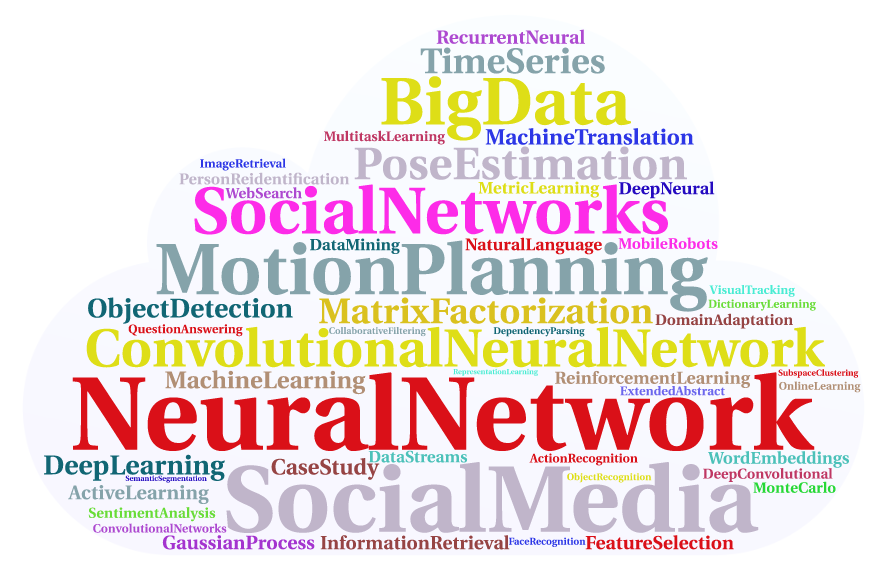 RecurrentNeural
TimeSeries
BigData
MultitaskLearning MachineTranslation
ImageRetrieval PoseEstimation
PersonReidentification MetricLearning DeepNeural
WebSearch
SocialNetworks
DataMining NaturalLanguage MobileRobots
MotionPlanning
VisualTracking
ObjectDetection MatrixFactorization DictionaryLearning
DomainAdaptation
QuestionAnswering CollaborativeFiltering DependencyParsing
ConvolutionalNeuralNetwork
RepresentationLearning SubspaceClustering
MachineLearning ReinforcementLearning OnlineLearning
ExtendedAbstract
NeuralNetwork
DeepLearning CaseStudy DataStreams ActionRecognition WordEmbeddings
SemanticSegmentation ObjectRecognition DeepConvolutional
ActiveLearning MonteCarlo
SocialMedia
SentimentAnalysis
ConvolutionalNetworks
GaussianProcess InformationRetrieval FaceRecognition FeatureSelection